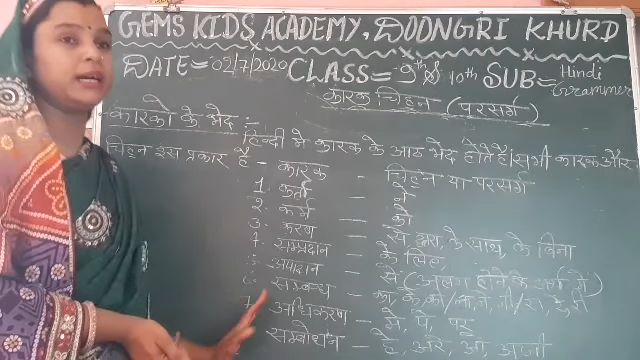 GEMS KIDS ACADEMY, DOONGRI KHURD
DATE = 02/7/2020 CLASS = 9th & 10th SUB = Hindi Grammer
कारक चिह्न (परसर्ग)
कारको के भेद :-
हिन्दी मे कारक के आठ भेद होते हैं। सभी कारक और
चिह्न इस प्रकार है - कारक - चिह्न या परसर्ग
1. कर्ता - ने
2. कर्म - को
3. करण - से, द्वारा, के साथ, के बिना
सम्प्रदान - के लिए,
अपादान - से (अलग होने के अर्थ में)
6. सम्बन्ध - का, के, की
7. अधिकरण - मे, पे, पर
सम्बोधन - हे, अरे, ओ, अजी